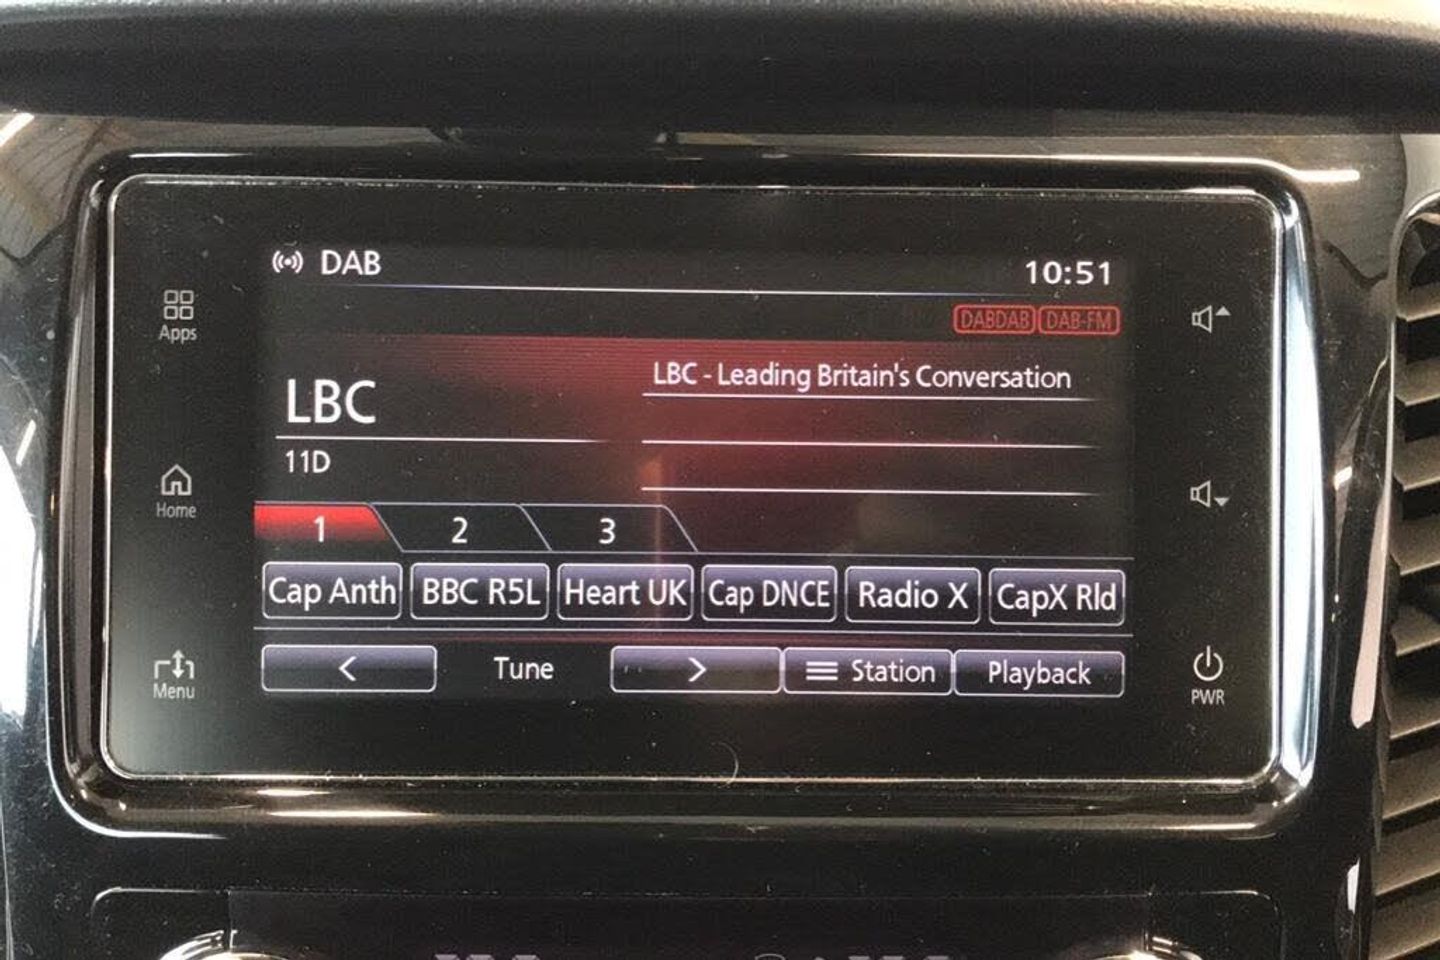 DAB
10:51
Apps
DABDAB DAB-FM
LBC
LBC - Leading Britain's Conversation
11D
Home
1 2 3
Cap Anth BBC R5L Heart UK Cap DNCE Radio X CapX Rld
< Tune > Station Playback
Menu
PWR